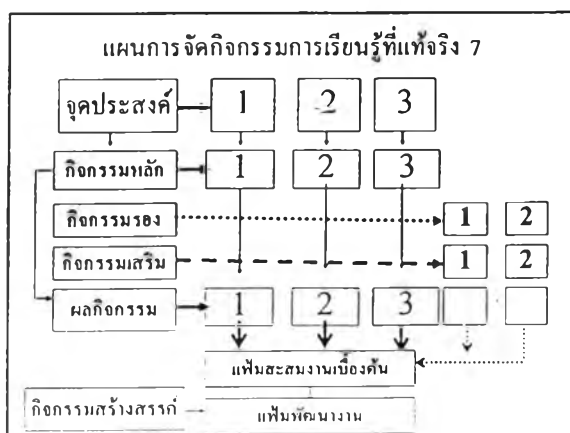 แผนการจัดกิจกรรมการเรียนรู้ที่แท้จริง 7
จุดประสงค์ 1 2 3
กิจกรรมหลัก 1 2 3
กิจกรรมรอง 1 2
กิจกรรมเสริม 1 2
ผลกิจกรรม 1 2 3
แฟ้มสะสมงานเบื้องต้น
กิจกรรมสร้างสรรค์ แฟ้มพัฒนางาน